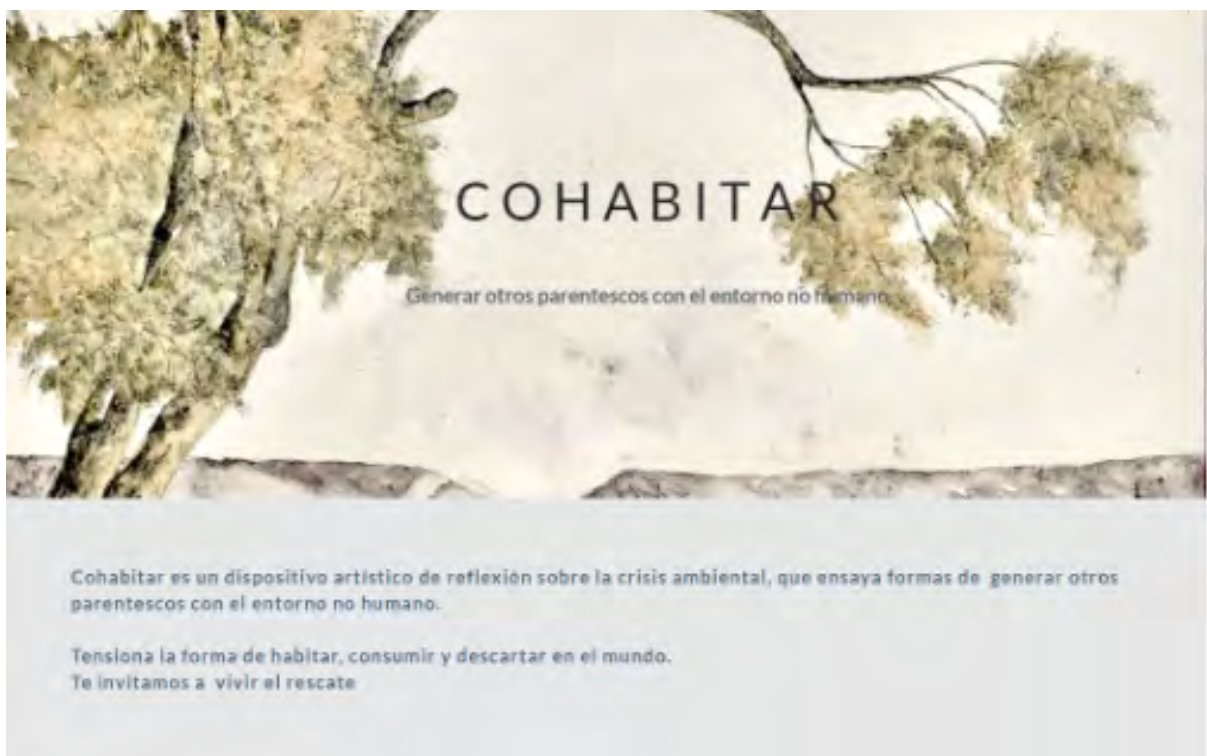 COHABITAR
Generar otros parentescos con el entorno no humano
Cohabitar es un dispositivo artístico de reflexión sobre la crisis ambiental, que ensaya formas de generar otros
parentescos con el entorno no humano.
Tensiona la forma de habitar, consumir y descartar en el mundo.
Te invitamos a vivir el rescate